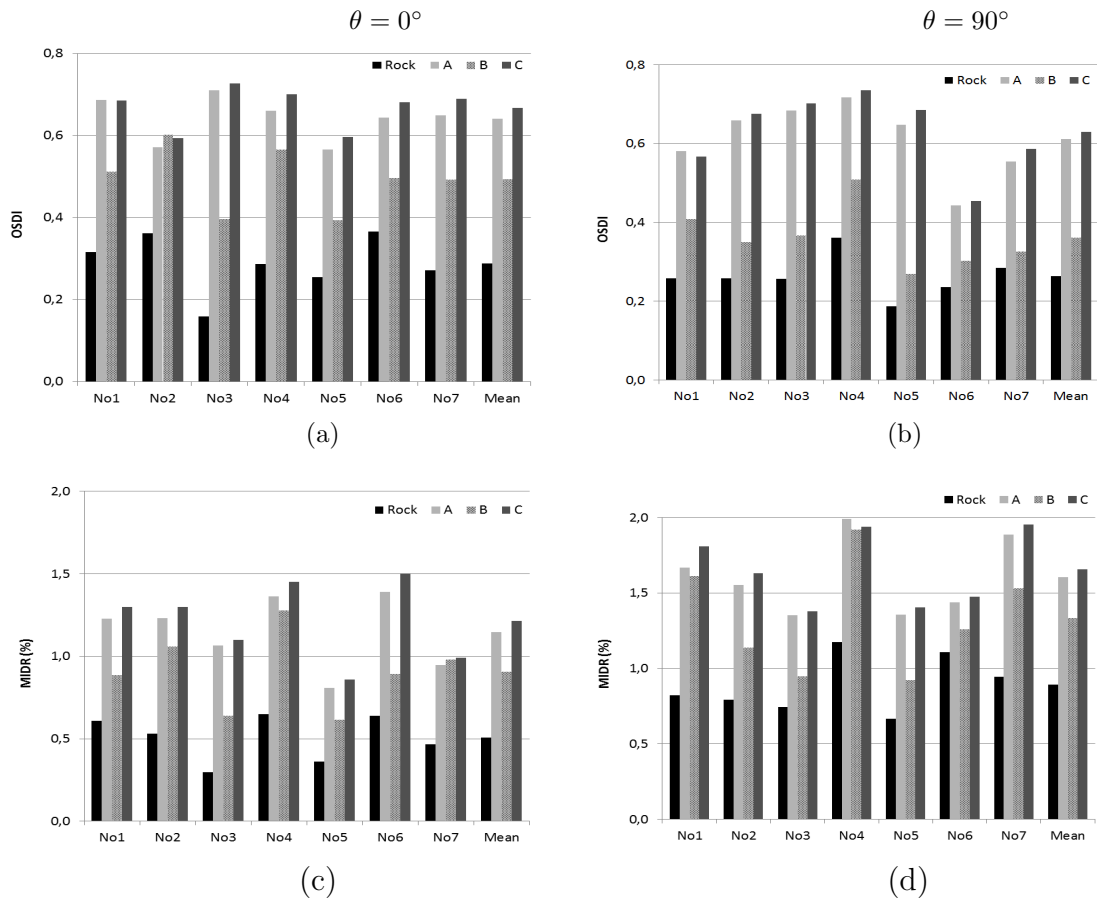 θ = 0°
θ = 90°
0,8
0,6
0,4
0,2
0,0
OSDI
Rock A B C
No1 No2 No3 No4 No5 No6 No7 Mean
(a)
0,8
0,6
0,4
0,2
0,0
OSDI
Rock A B C
No1 No2 No3 No4 No5 No6 No7 Mean
(b)
2,0
1,5
1,0
0,5
0,0
MIDR (%)
Rock A B C
No1 No2 No3 No4 No5 No6 No7 Mean
(c)
2,0
1,5
1,0
0,5
0,0
MIDR (%)
Rock A B C
No1 No2 No3 No4 No5 No6 No7 Mean
(d)